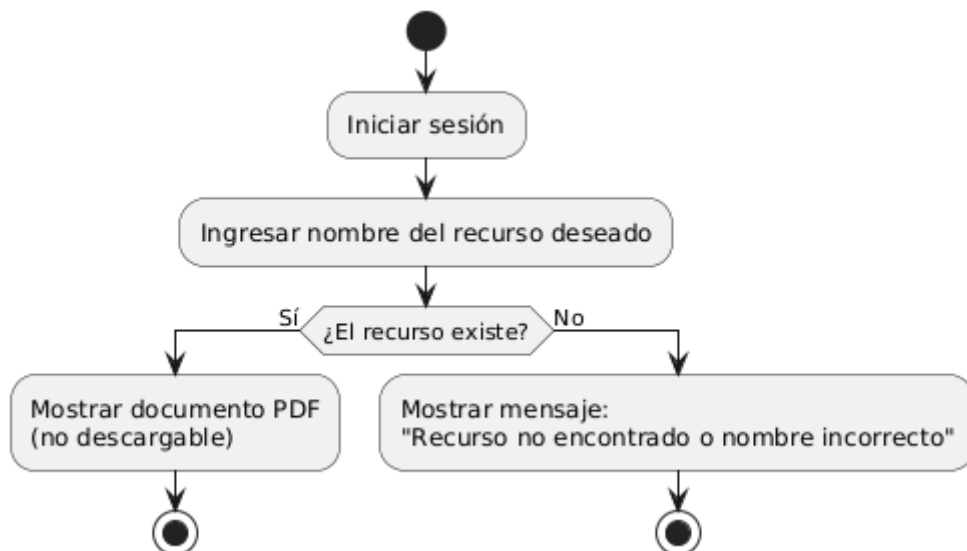 Iniciar sesión
Ingresar nombre del recurso deseado
¿El recurso existe?
Sí
No
Mostrar documento PDF
(no descargable)
Mostrar mensaje:
"Recurso no encontrado o nombre incorrecto"